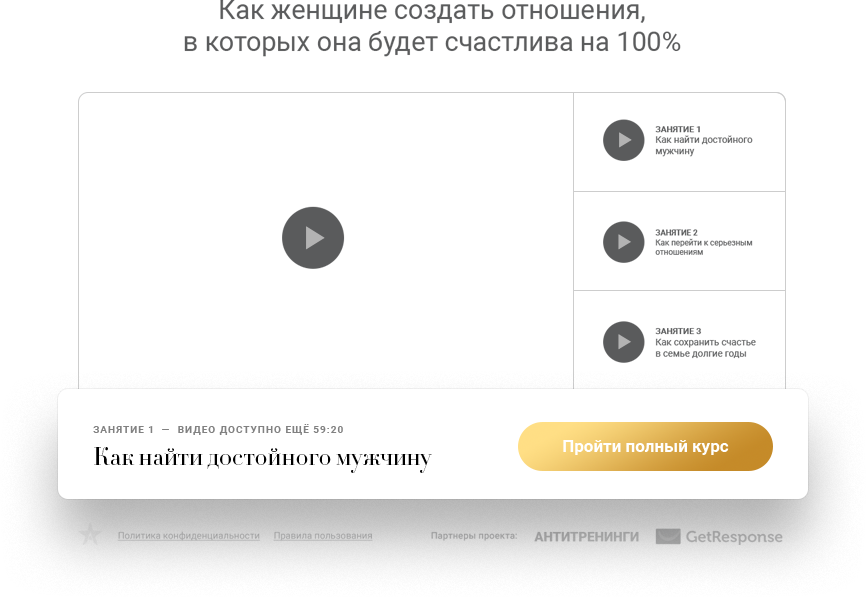 Как женщине создать отношения,
в которых она будет счастлива на 100%
ЗАНЯТИЕ 1
Как найти достойного
мужчину
ЗАНЯТИЕ 2
Как перейти к серьезным
отношениям
ЗАНЯТИЕ 3
Как сохранить счастье
в семье долгие годы
ЗАНЯТИЕ 1 — ВИДЕО ДОСТУПНО ЕЩЁ 59:20
Как найти достойного мужчину
Пройти полный курс
Политика конфиденциальности Правила пользования Партнеры проекта: АНТИТРЕНИНГИ GetResponse